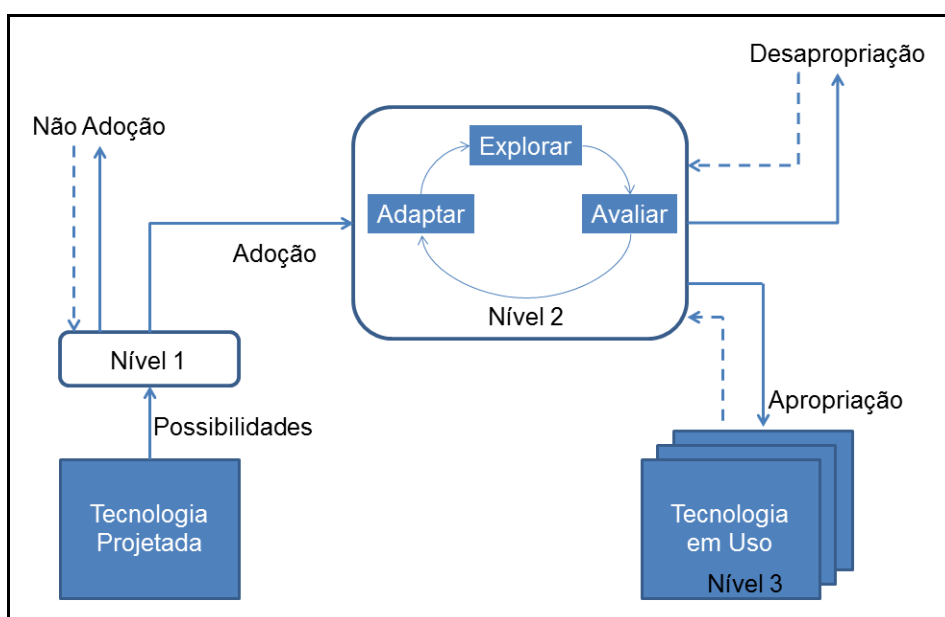 Desapropriação
Não Adoção
Explorar
Adaptar
Avaliar
Adoção
Nível 2
Nível 1
Possibilidades
Apropriação
Tecnologia
Projetada
Tecnologia
em Uso
Nível 3